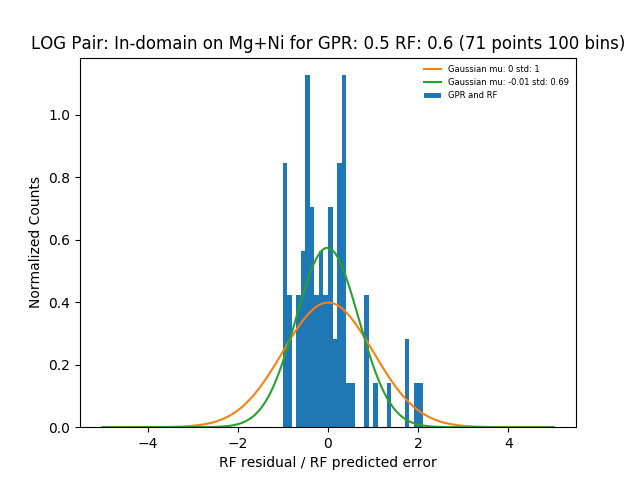 LOG Pair: In-domain on Mg+Ni for GPR: 0.5 RF: 0.6 (71 points 100 bins)
Gaussian mu: 0 std: 1
Gaussian mu: -0.01 std: 0.69
GPR and RF
Normalized Counts
1.0
0.8
0.6
0.4
0.2
0.0
−4
−2
0
2
4
RF residual / RF predicted error